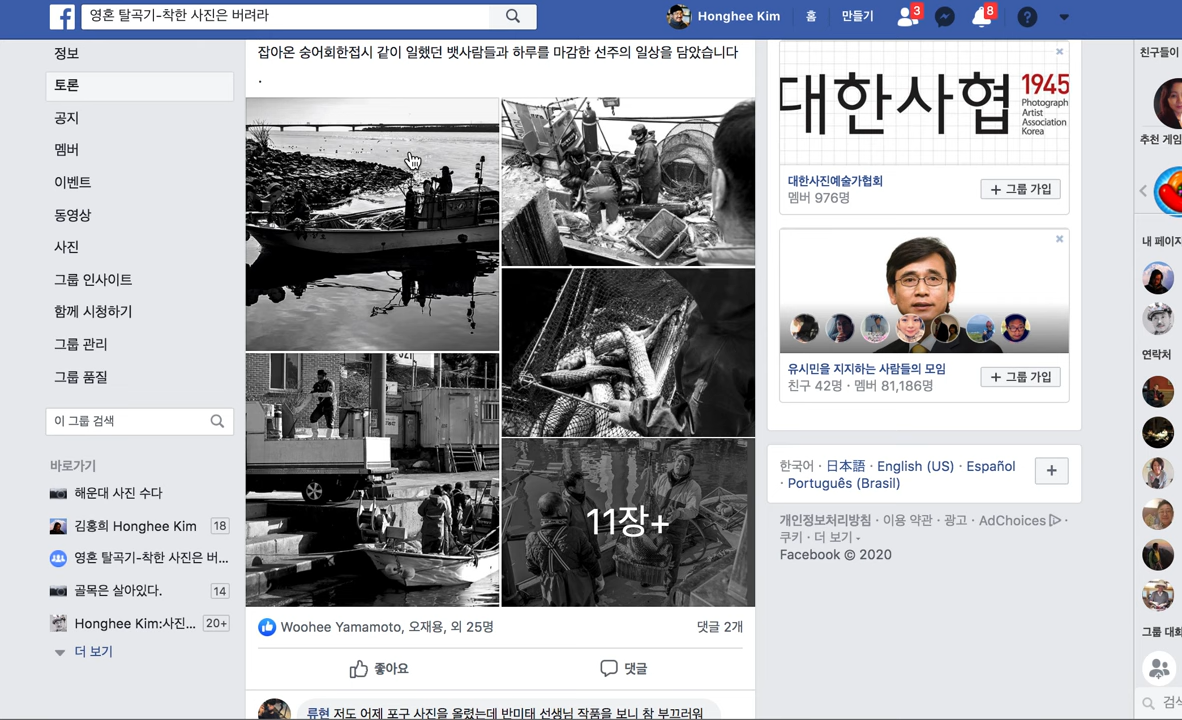 영혼 탈곡기-착한 사진은 버려라
Honghee Kim
홈
만들기
3
8
정보
토론
공지
멤버
이벤트
동영상
사진
그룹 인사이트
함께 시청하기
그룹 관리
그룹 품질
이 그룹 검색
바로가기
해운대 사진 수다
김홍희 Honghee Kim 18
영혼 탈곡기-착한 사진은 버...
골목은 살아있다. 14
Honghee Kim:사진... 20+
더 보기
잡아온 숭어회한접시 같이 일했던 뱃사람들과 하루를 마감한 선주의 일상을 담았습니다
.
11장+
Woohee Yamamoto, 오재용, 외 25명
댓글 2개
좋아요
댓글
류현 저도 어제 포구 사진을 올렸는데 반미태 선생님 작품을 보니 참 부끄러워
대한사협
1945
Photograph
Artist
Association
Korea
대한사진예술가협회
멤버 976명
+ 그룹 가입
유시민을 지지하는 사람들의 모임
친구 42명 · 멤버 81,186명
+ 그룹 가입
한국어 · 日本語 · English (US) · Español
· Português (Brasil)
개인정보처리방침 · 이용 약관 · 광고 · AdChoices ·
쿠키 · 더 보기
Facebook © 2020
친구들이
추천 게임
내 페이지
연락처
그룹 대화
검색